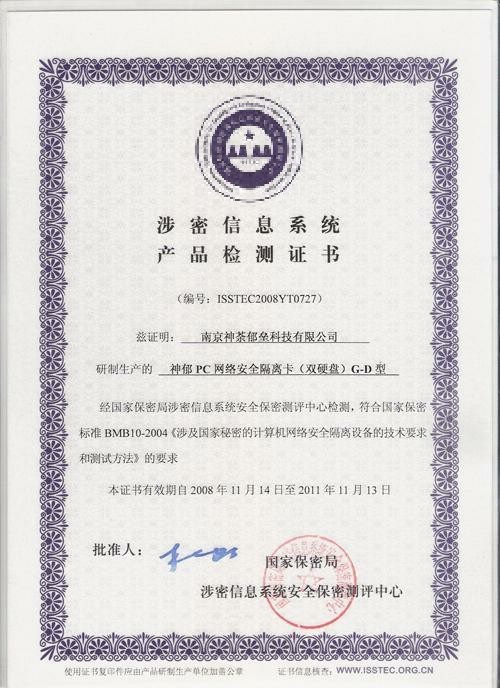 涉密信息系统
产品检测证书
（编号：ISSTEC2008YT0727）
兹证明： 南京神荼郁垒科技有限公司
研制生产的 神郁 PC 网络安全隔离卡（双硬盘）G-D 型
经国家保密局涉密信息系统安全保密测评中心检测，符合国家保密
标准 BMB10-2004《涉及国家秘密的计算机网络安全隔离设备的技术要求
和测试方法》的要求
本证书有效期自 2008 年 11 月 14 日至 2011 年 11 月 13 日
批准人：
国家保密局
涉密信息系统安全保密测评中心
使用证书复印件应由产品研制生产单位加盖公章 证书信息核查：WWW.ISSTEC.ORG.CN